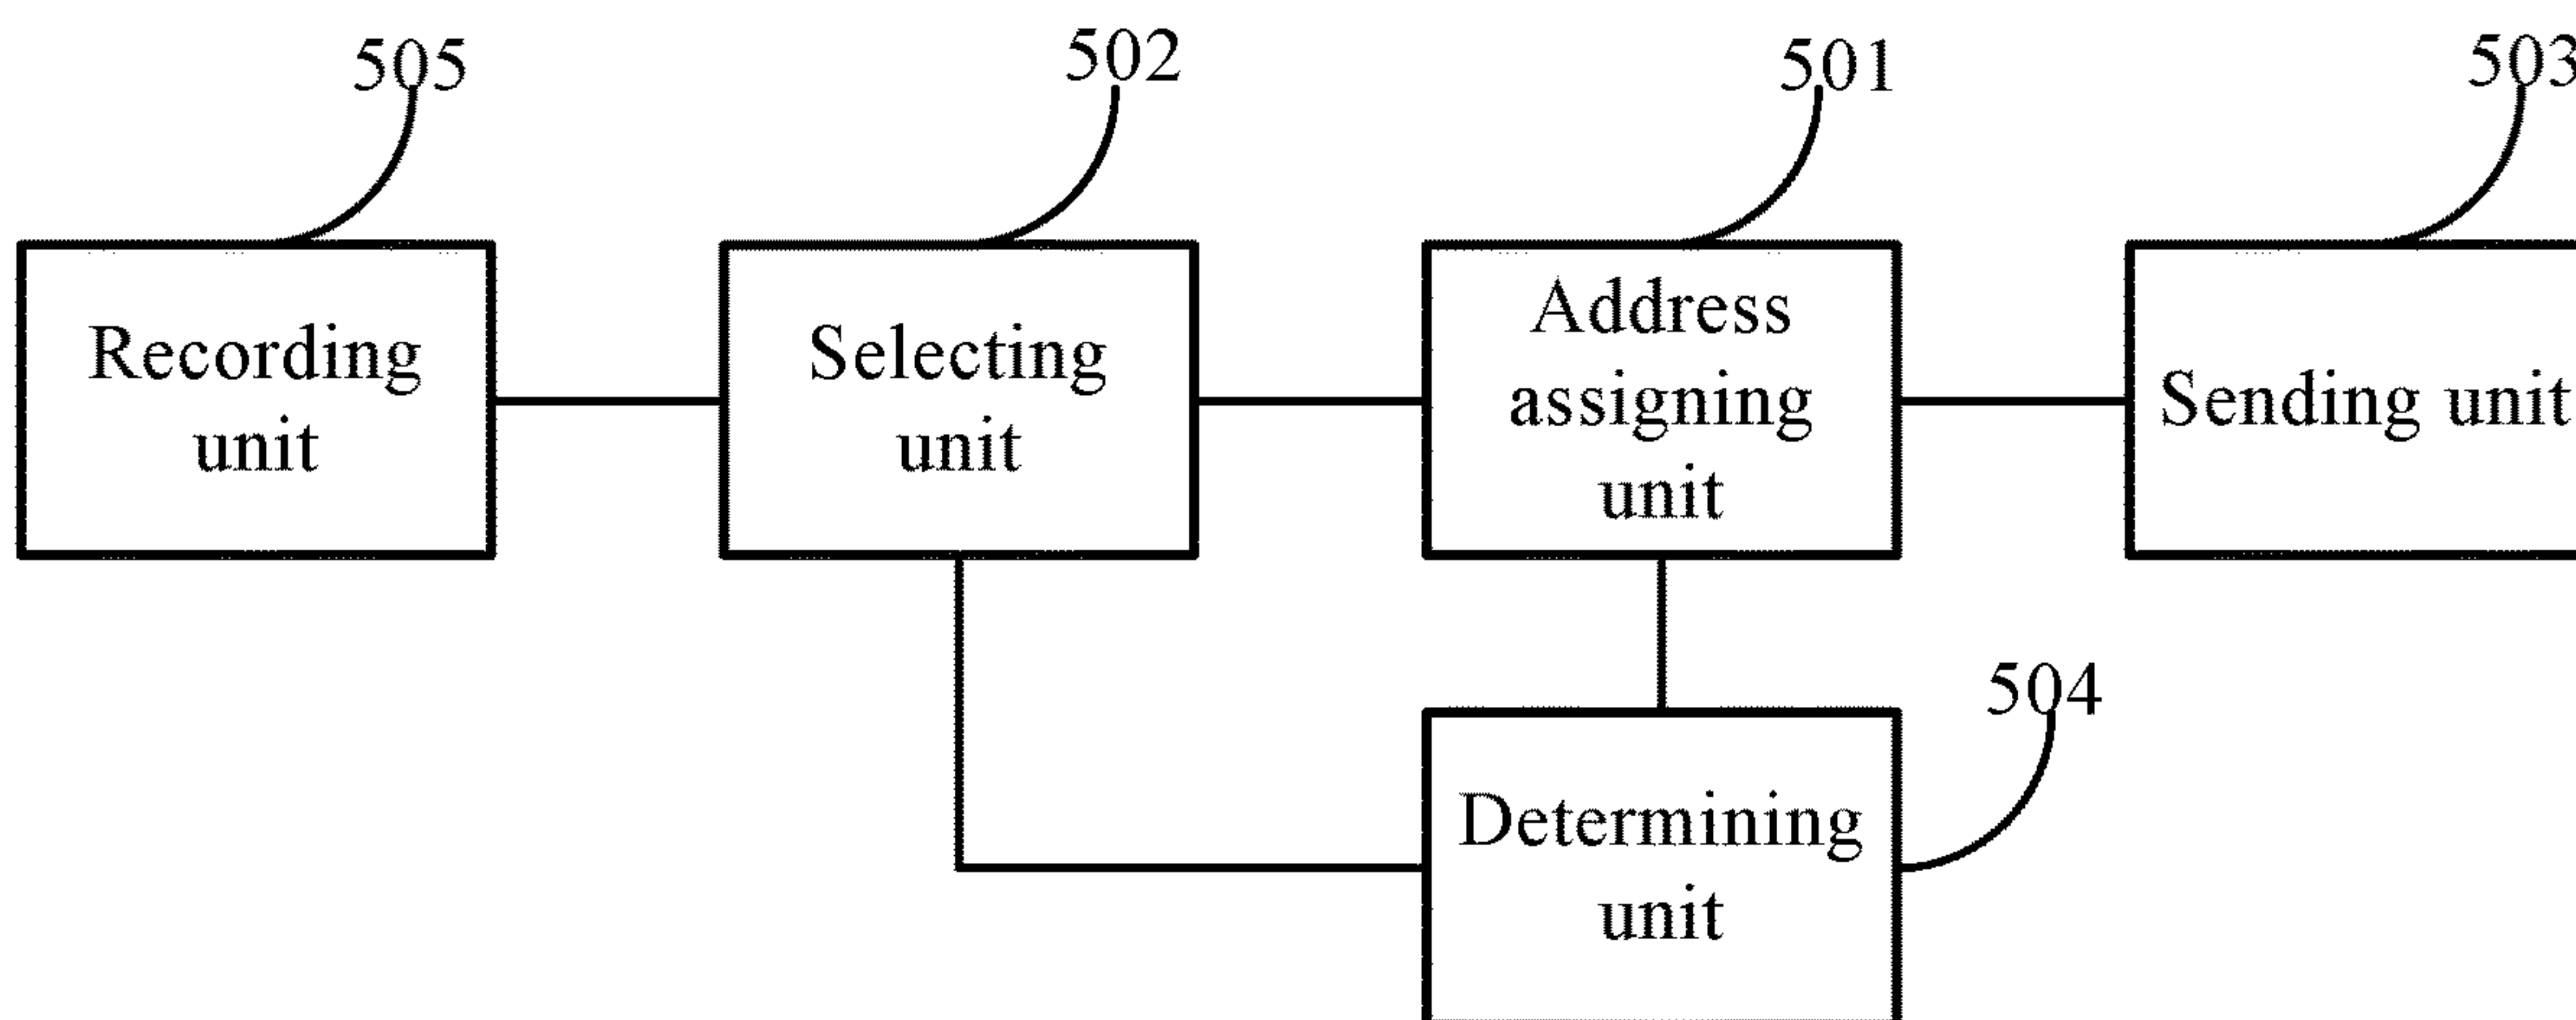 505
502
501
503
Recording
unit
Selecting
unit
Address
assigning
unit
Sending unit
504
Determining
unit